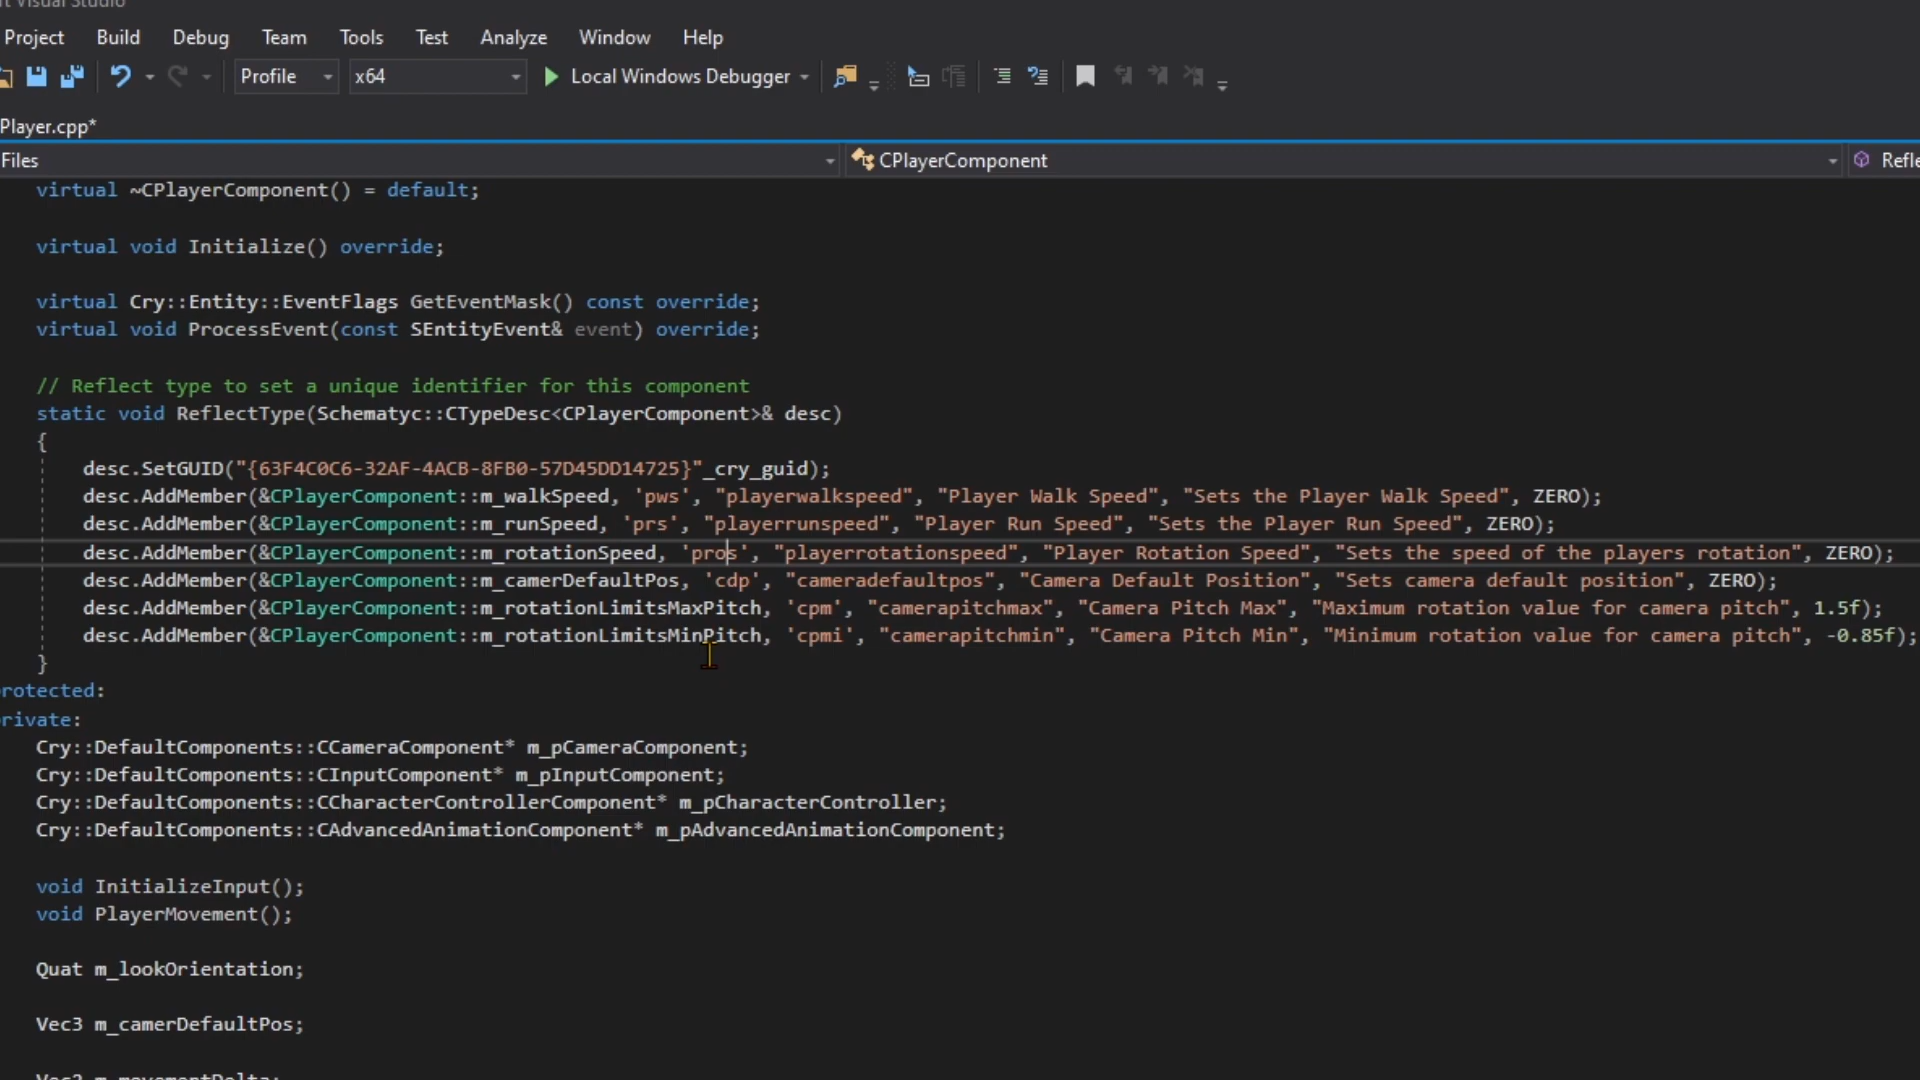 ft Visual Studio
Project Build Debug Team Tools Test Analyze Window Help
Profile x64 Local Windows Debugger
Player.cpp*
Files CPlayerComponent Refle
virtual ~CPlayerComponent() = default;
virtual void Initialize() override;
virtual Cry::Entity::EventFlags GetEventMask() const override;
virtual void ProcessEvent(const SEntityEvent& event) override;
// Reflect type to set a unique identifier for this component
static void ReflectType(Schematyc::CTypeDesc<CPlayerComponent>& desc)
{
desc.SetGUID("{63F4C0C6-32AF-4ACB-8FB0-57D45DD14725}"_cry_guid);
desc.AddMember(&CPlayerComponent::m_walkSpeed, 'pws', "playerwalkspeed", "Player Walk Speed", "Sets the Player Walk Speed", ZERO);
desc.AddMember(&CPlayerComponent::m_runSpeed, 'prs', "playerrunspeed", "Player Run Speed", "Sets the Player Run Speed", ZERO);
desc.AddMember(&CPlayerComponent::m_rotationSpeed, 'pros', "playerrotationspeed", "Player Rotation Speed", "Sets the speed of the players rotation", ZERO);
desc.AddMember(&CPlayerComponent::m_camerDefaultPos, 'cdp', "cameradefaultpos", "Camera Default Position", "Sets camera default position", ZERO);
desc.AddMember(&CPlayerComponent::m_rotationLimitsMaxPitch, 'cpm', "camerapitchmax", "Camera Pitch Max", "Maximum rotation value for camera pitch", 1.5f);
desc.AddMember(&CPlayerComponent::m_rotationLimitsMinPitch, 'cpmi', "camerapitchmin", "Camera Pitch Min", "Minimum rotation value for camera pitch", -0.85f);
}
rotected:
rivate:
Cry::DefaultComponents::CCameraComponent* m_pCameraComponent;
Cry::DefaultComponents::CInputComponent* m_pInputComponent;
Cry::DefaultComponents::CCharacterControllerComponent* m_pCharacterController;
Cry::DefaultComponents::CAdvancedAnimationComponent* m_pAdvancedAnimationComponent;
void InitializeInput();
void PlayerMovement();
Quat m_lookOrientation;
Vec3 m_camerDefaultPos;
Vec2 m_movementDelta;